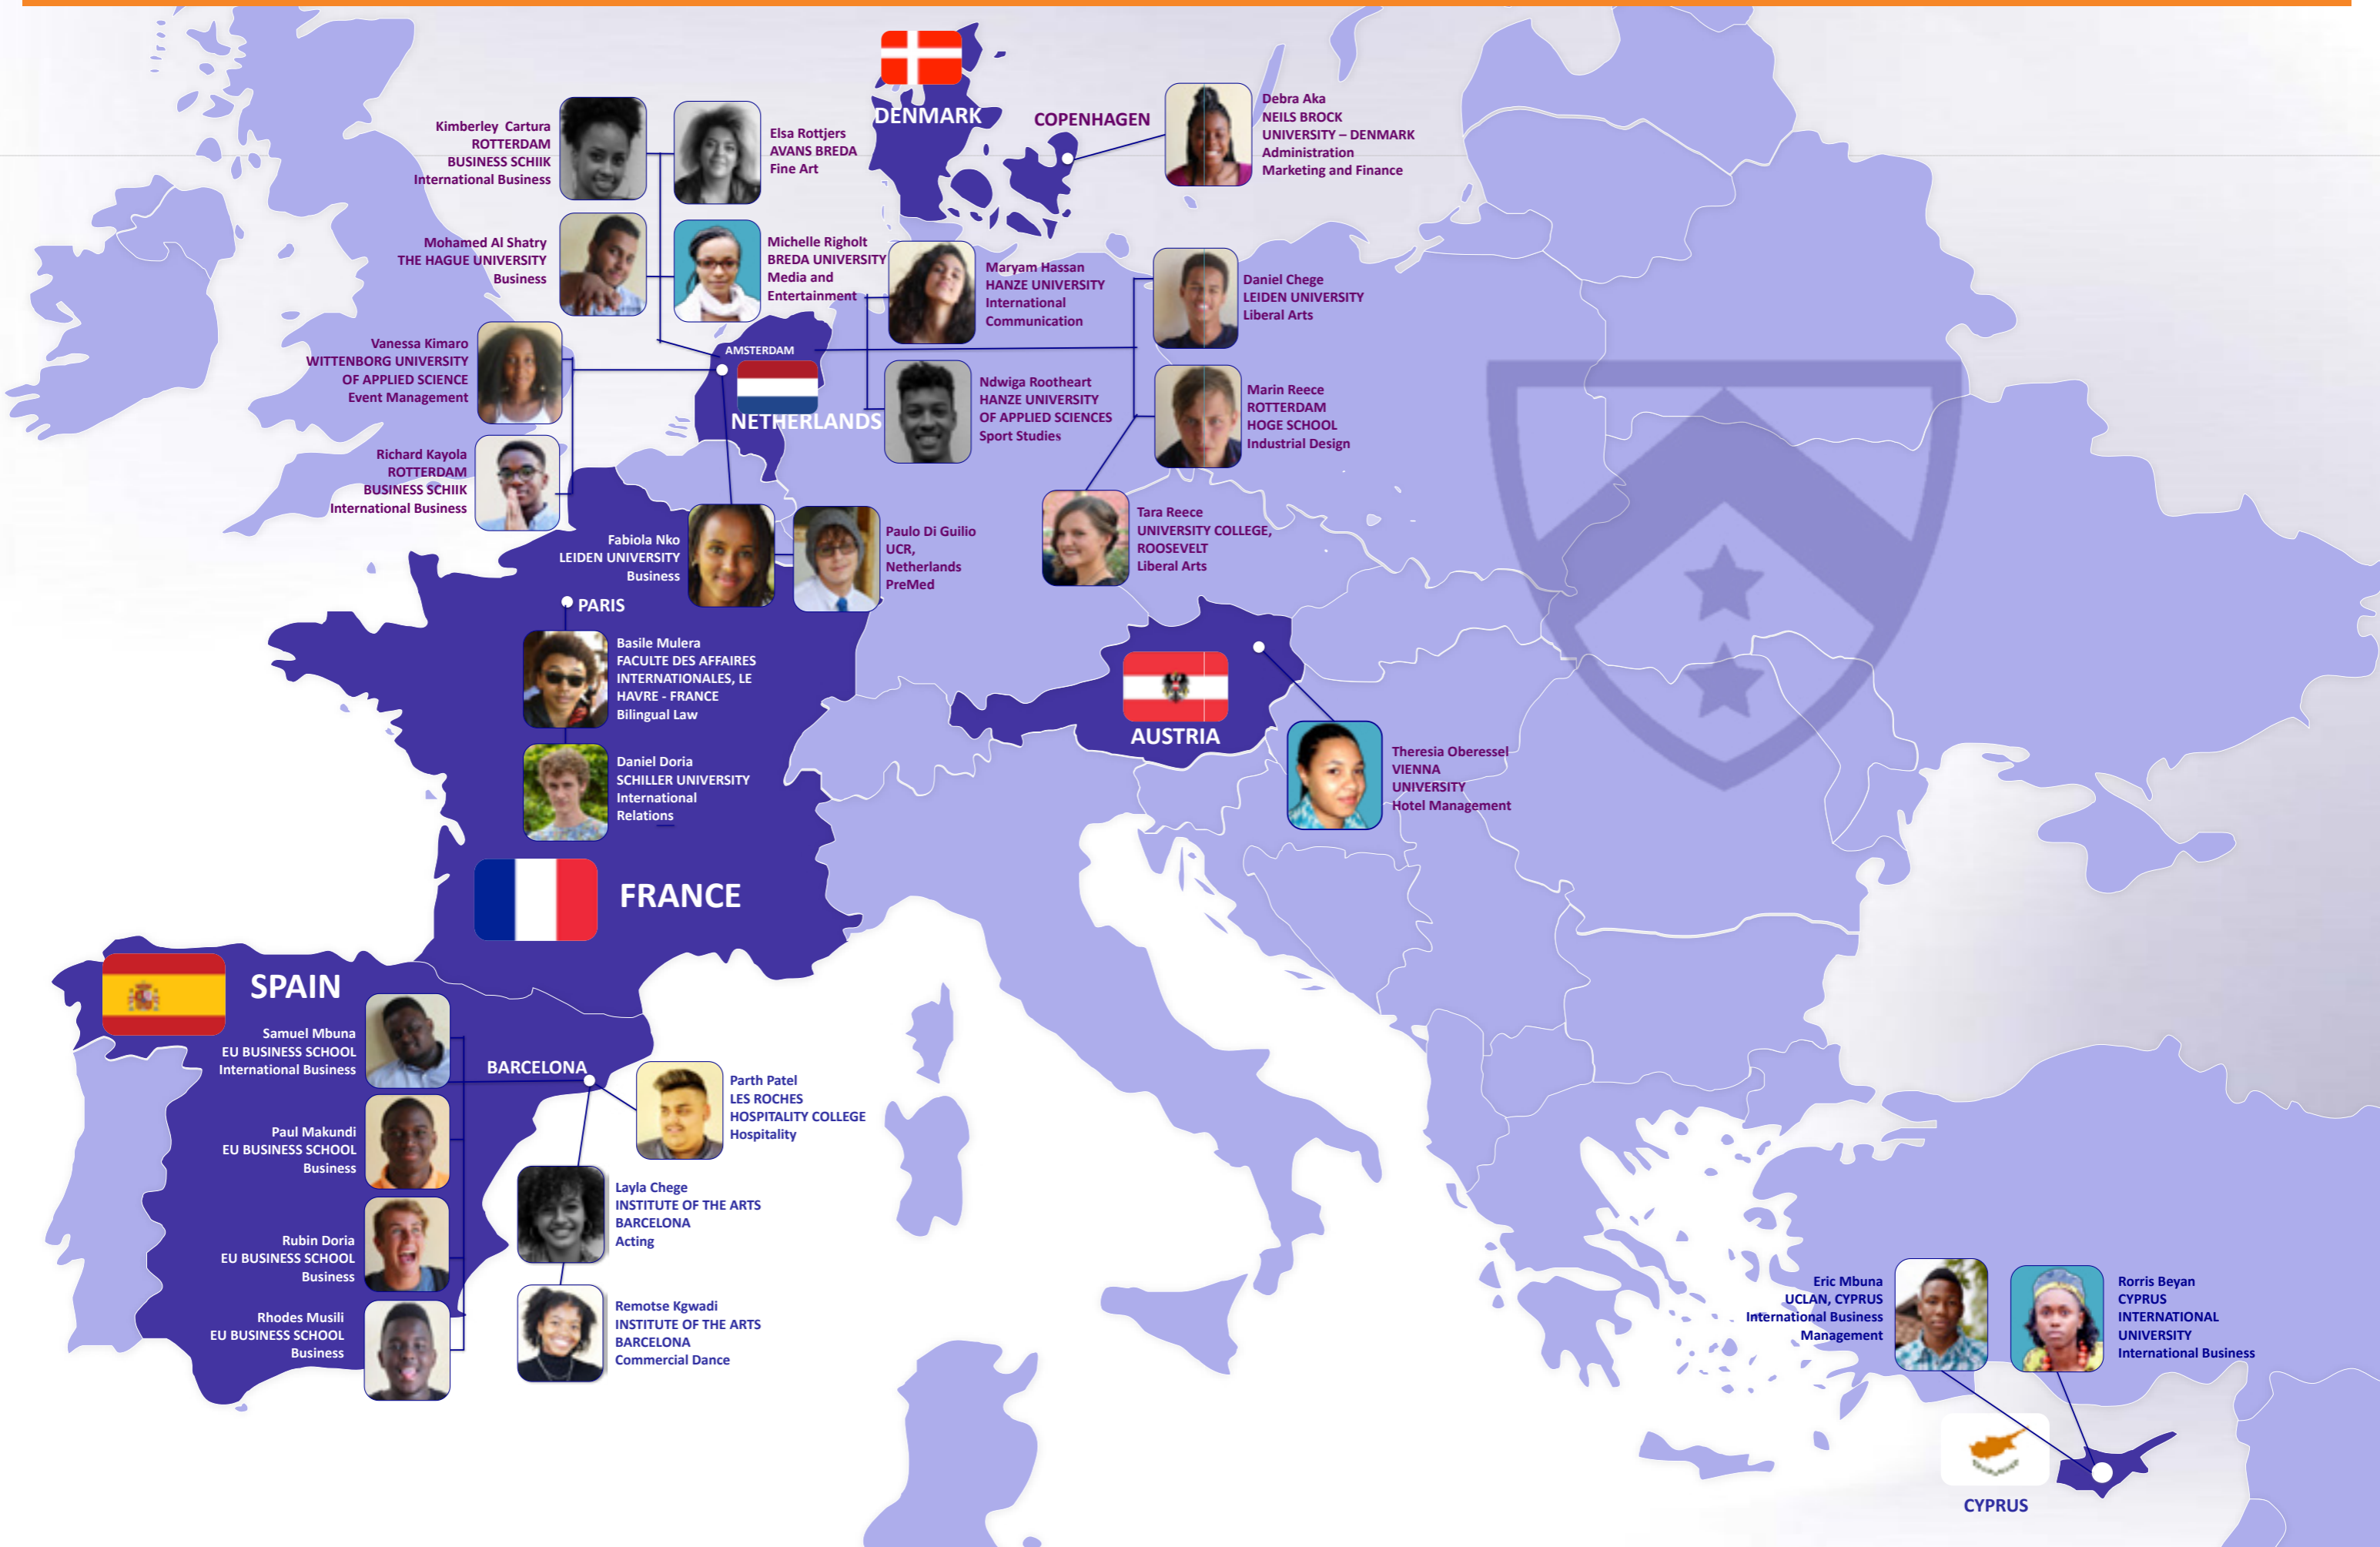 DENMARK
COPENHAGEN
Debra Aka
NEILS BROCK
UNIVERSITY – DENMARK
Administration
Marketing and Finance
Kimberley Cartura
ROTTERDAM
BUSINESS SCHIIK
International Business
Elsa Rottjers
AVANS BREDA
Fine Art
Mohamed Al Shatry
THE HAGUE UNIVERSITY
Business
Michelle Righolt
BREDA UNIVERSITY
Media and
Entertainment
Maryam Hassan
HANZE UNIVERSITY
International
Communication
Daniel Chege
LEIDEN UNIVERSITY
Liberal Arts
Vanessa Kimaro
WITTENBORG UNIVERSITY
OF APPLIED SCIENCE
Event Management
AMSTERDAM
NETHERLANDS
Ndwiga Rootheart
HANZE UNIVERSITY
OF APPLIED SCIENCES
Sport Studies
Marin Reece
ROTTERDAM
HOGE SCHOOL
Industrial Design
Richard Kayola
ROTTERDAM
BUSINESS SCHIIK
International Business
Fabiola Nko
LEIDEN UNIVERSITY
Business
Paulo Di Guilio
UCR,
Netherlands
PreMed
Tara Reece
UNIVERSITY COLLEGE,
ROOSEVELT
Liberal Arts
PARIS
Basile Mulera
FACULTE DES AFFAIRES
INTERNATIONALES, LE
HAVRE - FRANCE
Bilingual Law
Daniel Doria
SCHILLER UNIVERSITY
International
Relations
FRANCE
AUSTRIA
Theresia Oberessel
VIENNA
UNIVERSITY
Hotel Management
SPAIN
Samuel Mbuna
EU BUSINESS SCHOOL
International Business
BARCELONA
Parth Patel
LES ROCHES
HOSPITALITY COLLEGE
Hospitality
Paul Makundi
EU BUSINESS SCHOOL
Business
Layla Chege
INSTITUTE OF THE ARTS
BARCELONA
Acting
Rubin Doria
EU BUSINESS SCHOOL
Business
Rhodes Musili
EU BUSINESS SCHOOL
Business
Remotse Kgwadi
INSTITUTE OF THE ARTS
BARCELONA
Commercial Dance
Eric Mbuna
UCLAN, CYPRUS
International Business
Management
Rorris Beyan
CYPRUS
INTERNATIONAL
UNIVERSITY
International Business
CYPRUS